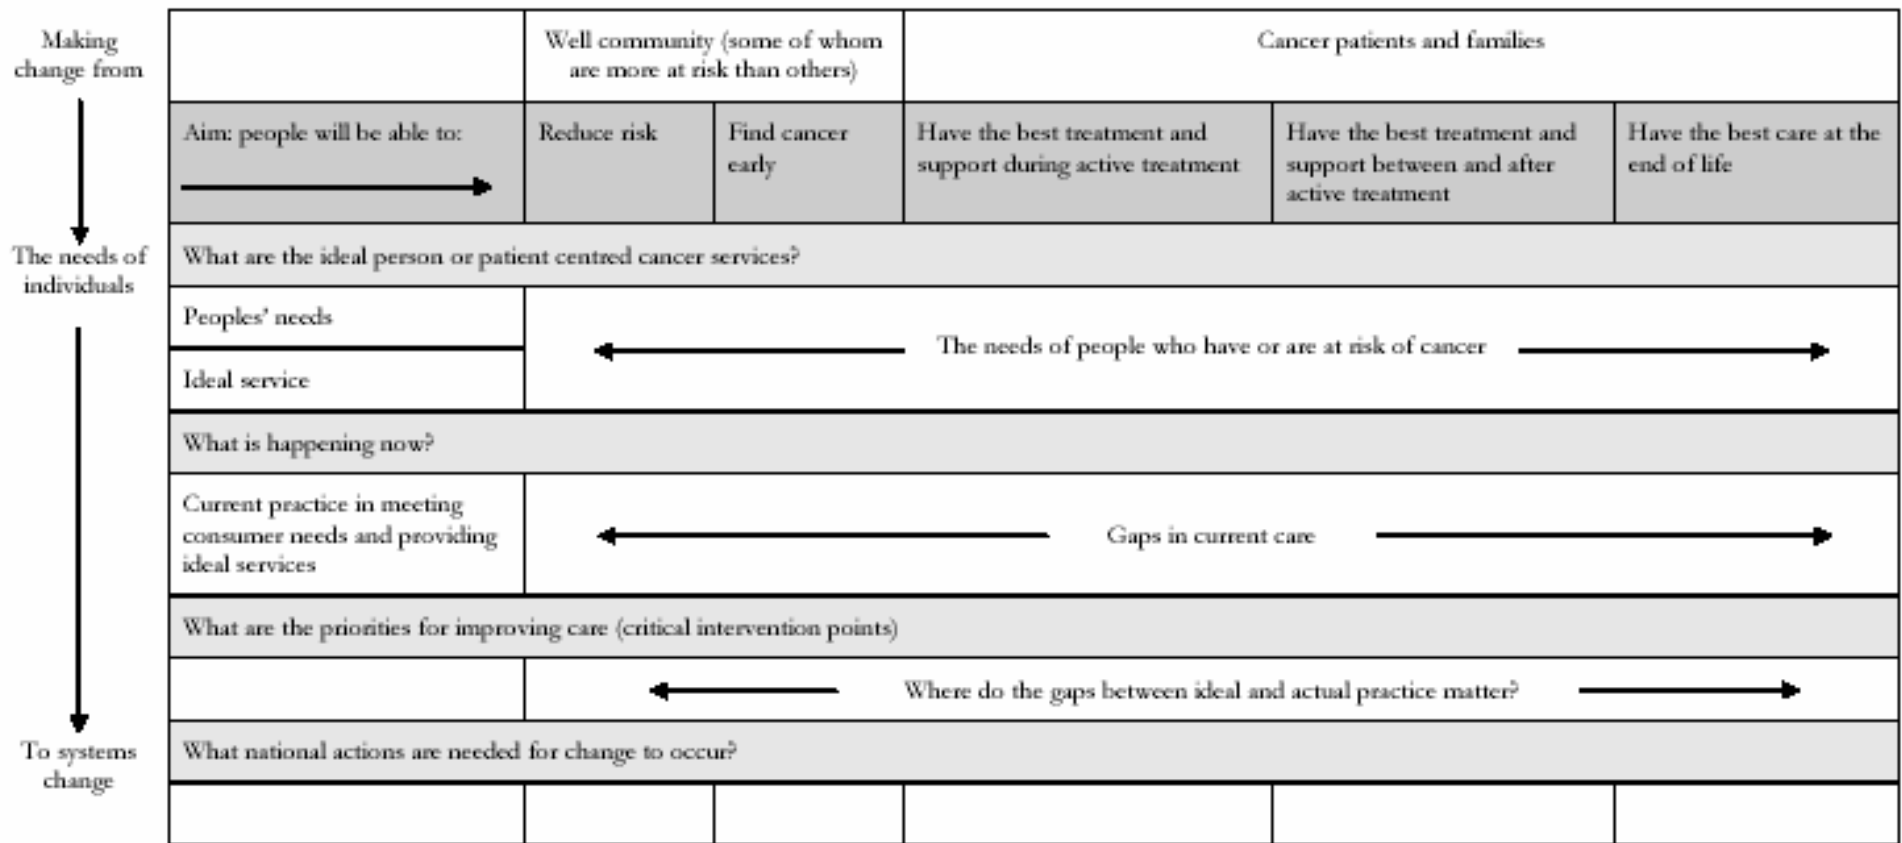 Making
change from
The needs of
individuals
To systems
change
Well community (some of whom
are more at risk than others)
Cancer patients and families
Aim: people will be able to:
Reduce risk
Find cancer
early
Have the best treatment and
support during active treatment
Have the best treatment and
support between and after
active treatment
Have the best care at the
end of life
What are the ideal person or patient centred cancer services?
Peoples' needs
Ideal service
The needs of people who have or are at risk of cancer
What is happening now?
Current practice in meeting
consumer needs and providing
ideal services
Gaps in current care
What are the priorities for improving care (critical intervention points)
Where do the gaps between ideal and actual practice matter?
What national actions are needed for change to occur?